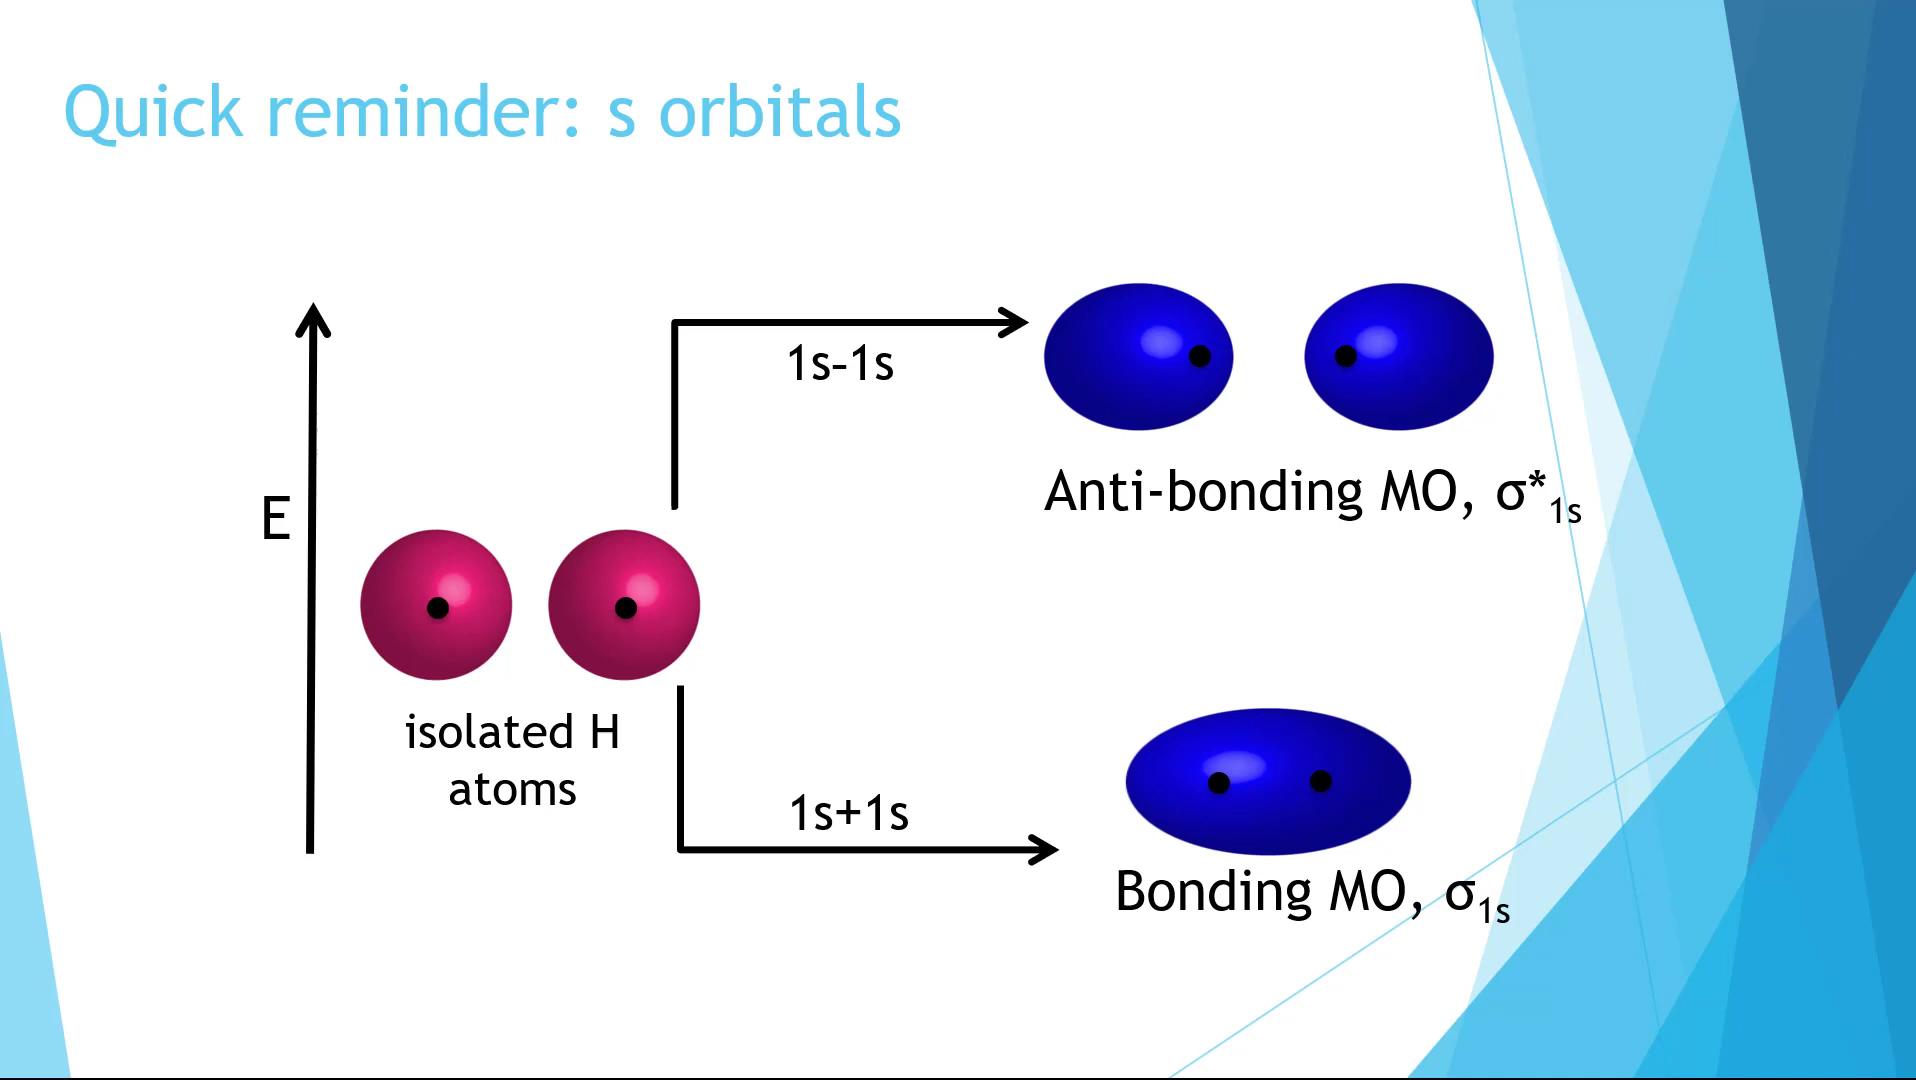 Quick reminder: s orbitals
1s-1s
Anti-bonding MO, σ*1s
E
isolated H
atoms
1s+1s
Bonding MO, σ1s